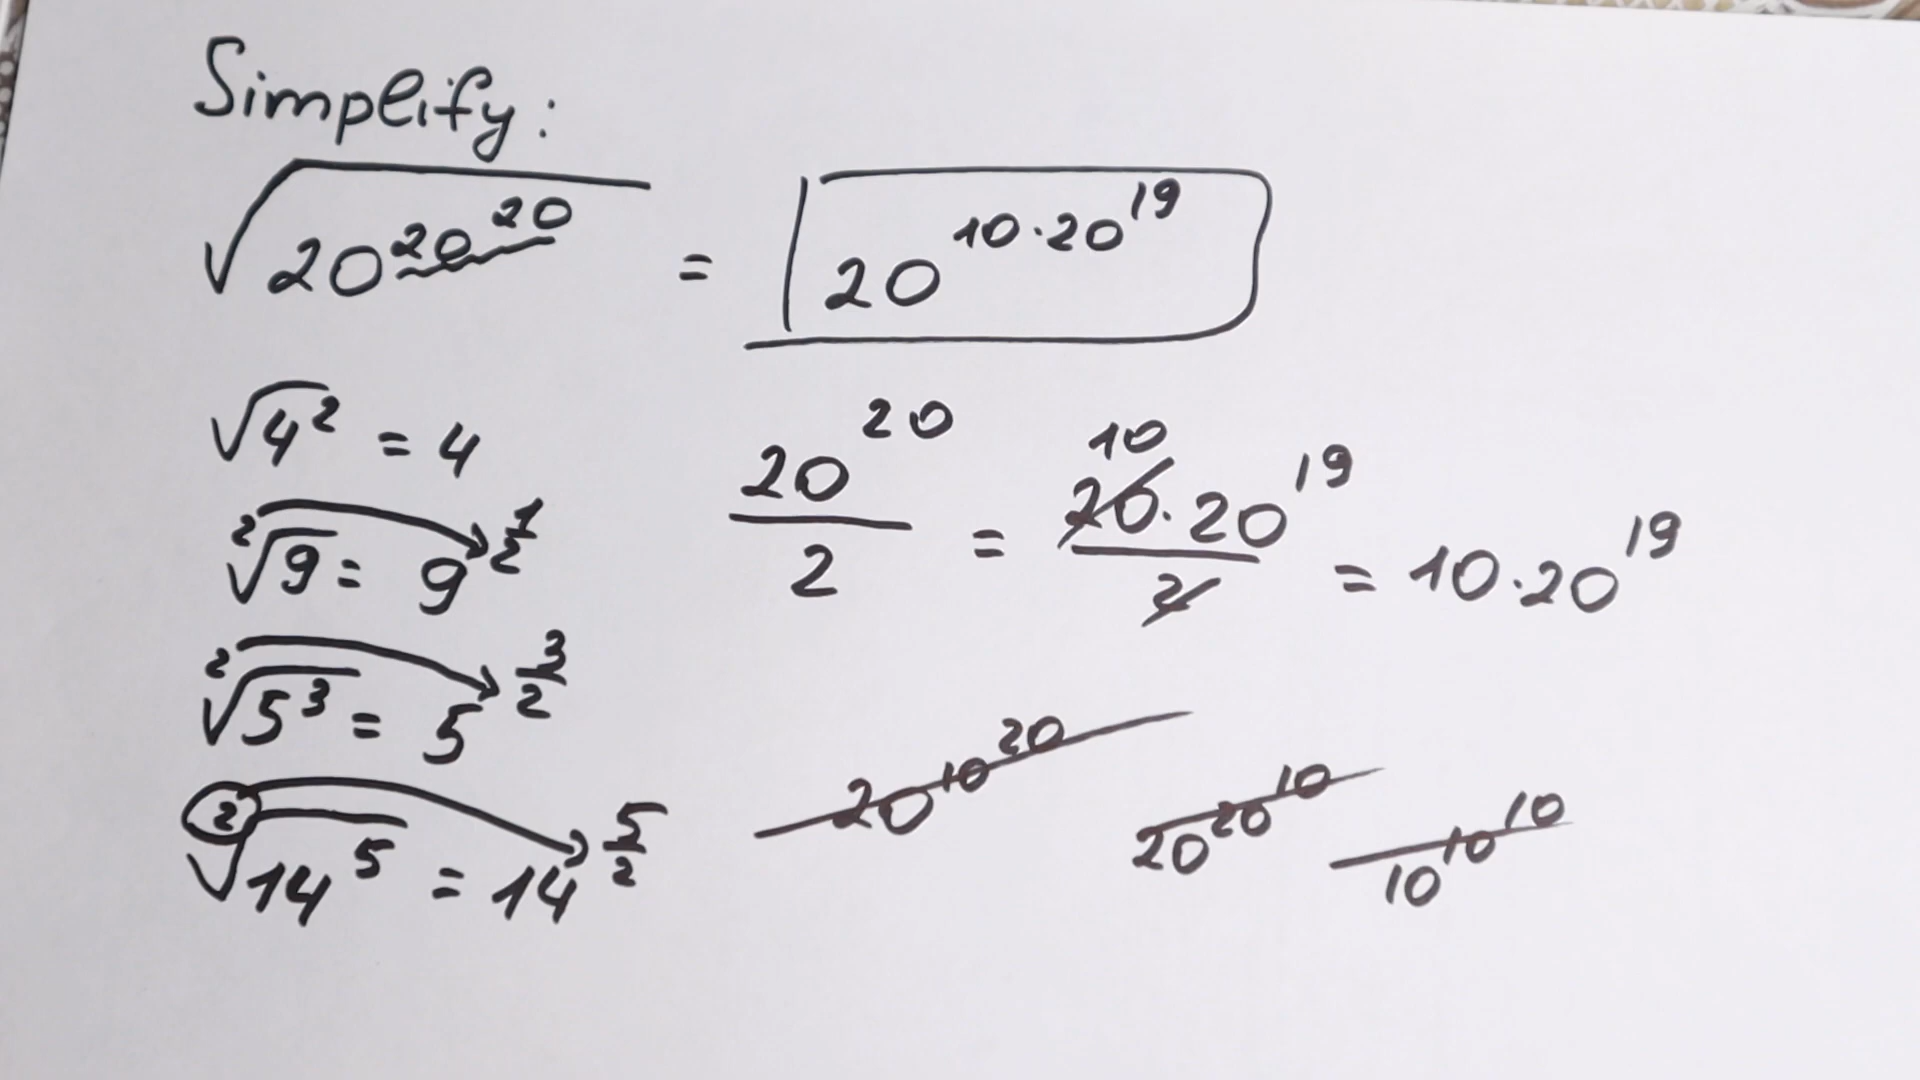 Simplify:
√20^20^20 = 20^10·20^19
√4² = 4
²√9 = 9^1/2
²√5³ = 5^3/2
²√14⁵ = 14^5/2
20^20/2 = 10 20·20^19/2 = 10·20^19
20^10^20
20^20^10
10^10^10